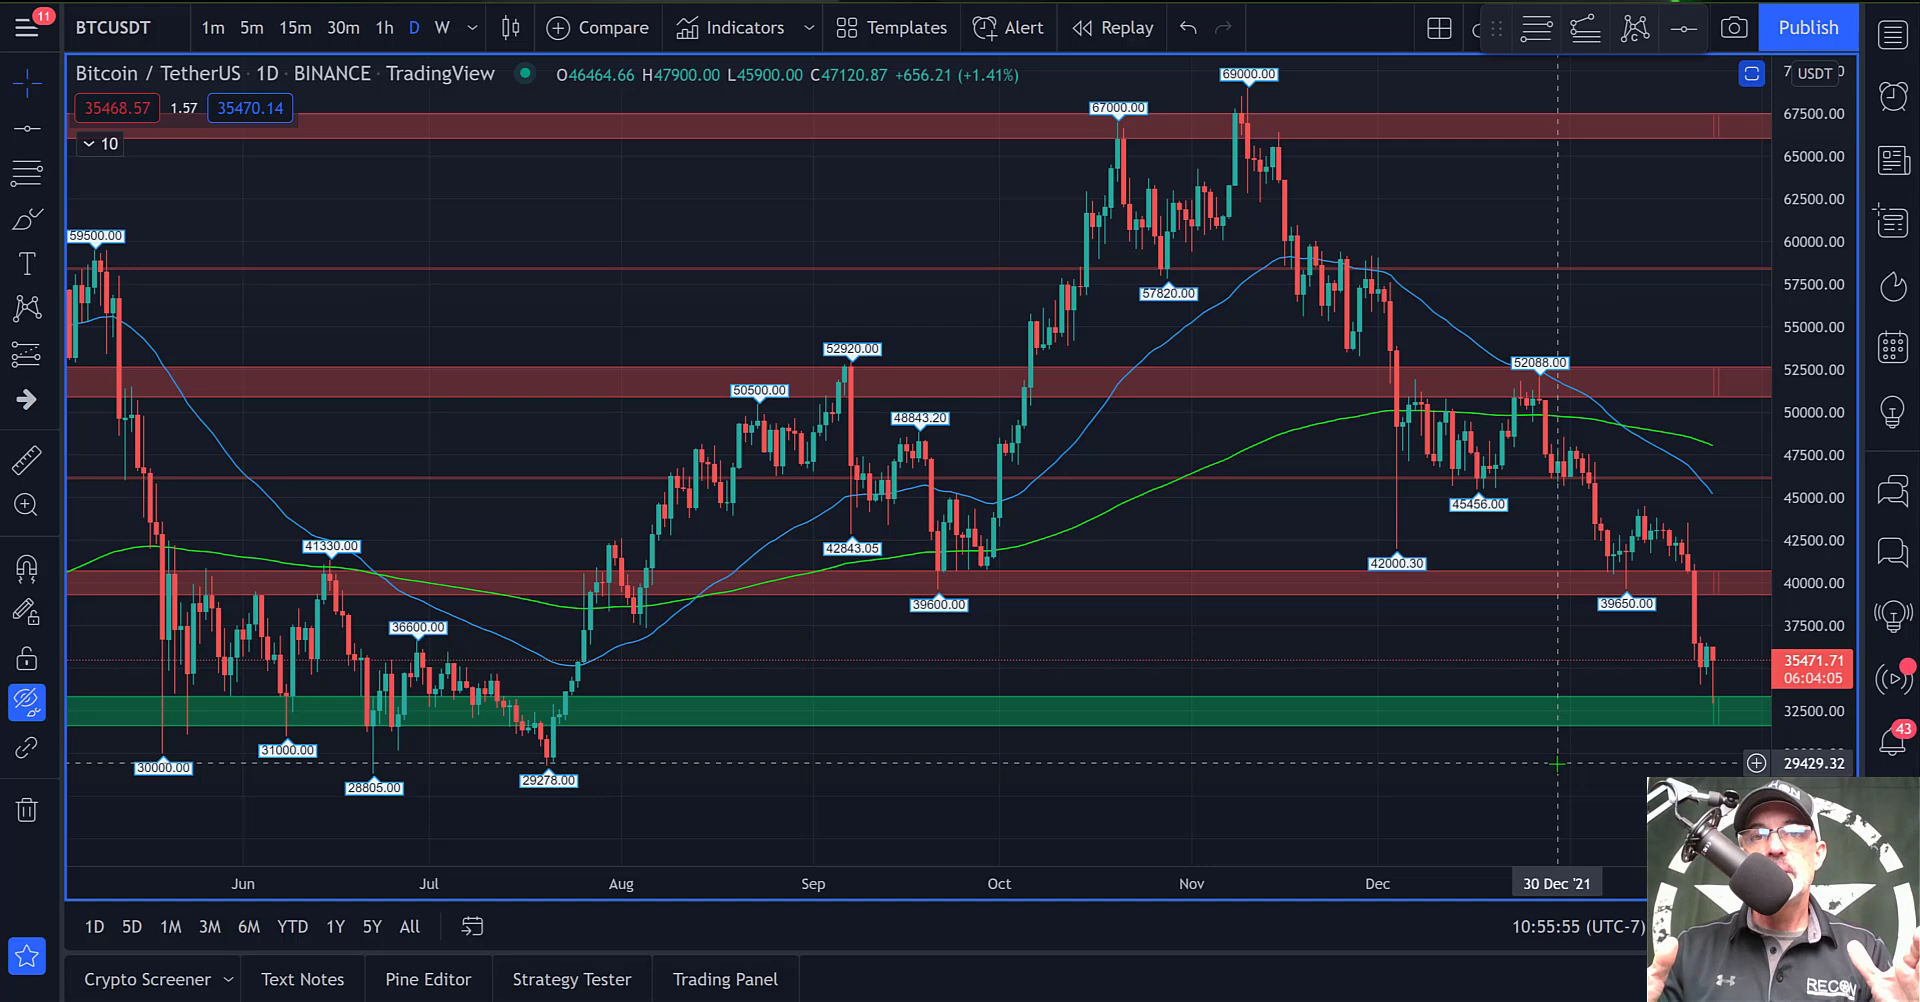 11
BTCUSDT
1m 5m 15m 30m 1h D W
Compare
Indicators
Templates
Alert
Replay
Publish
Bitcoin / TetherUS · 1D · BINANCE · TradingView
O46464.66 H47900.00 L45900.00 C47120.87 +656.21 (+1.41%)
USDT
35468.57 1.57 35470.14
10
69000.00
67000.00
59500.00
57820.00
52920.00
52088.00
50500.00
48843.20
45456.00
42843.05
42000.30
41330.00
39600.00
39650.00
36600.00
31000.00
30000.00
28805.00
29278.00
67500.00
65000.00
62500.00
60000.00
57500.00
55000.00
52500.00
50000.00
47500.00
45000.00
42500.00
40000.00
37500.00
35471.71
06:04:05
32500.00
29429.32
43
Jun Jul Aug Sep Oct Nov Dec 30 Dec '21
1D 5D 1M 3M 6M YTD 1Y 5Y All
10:55:55 (UTC-7)
Crypto Screener Text Notes Pine Editor Strategy Tester Trading Panel